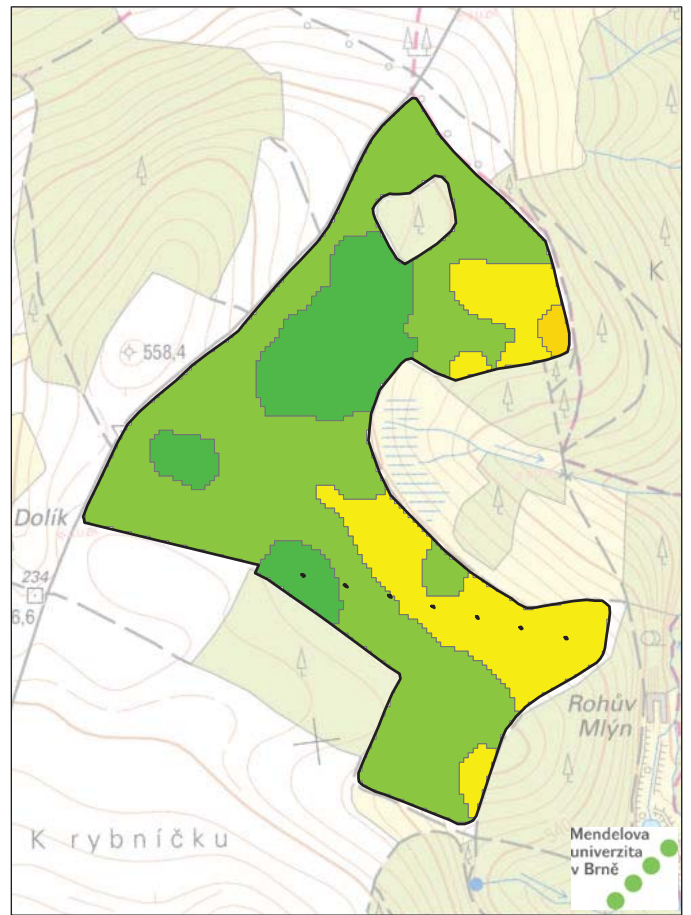 K
558,4
Dolík
234
6,6
Rohův
Mlýn
K rybníčku
Mendelova
univerzita
v Brně